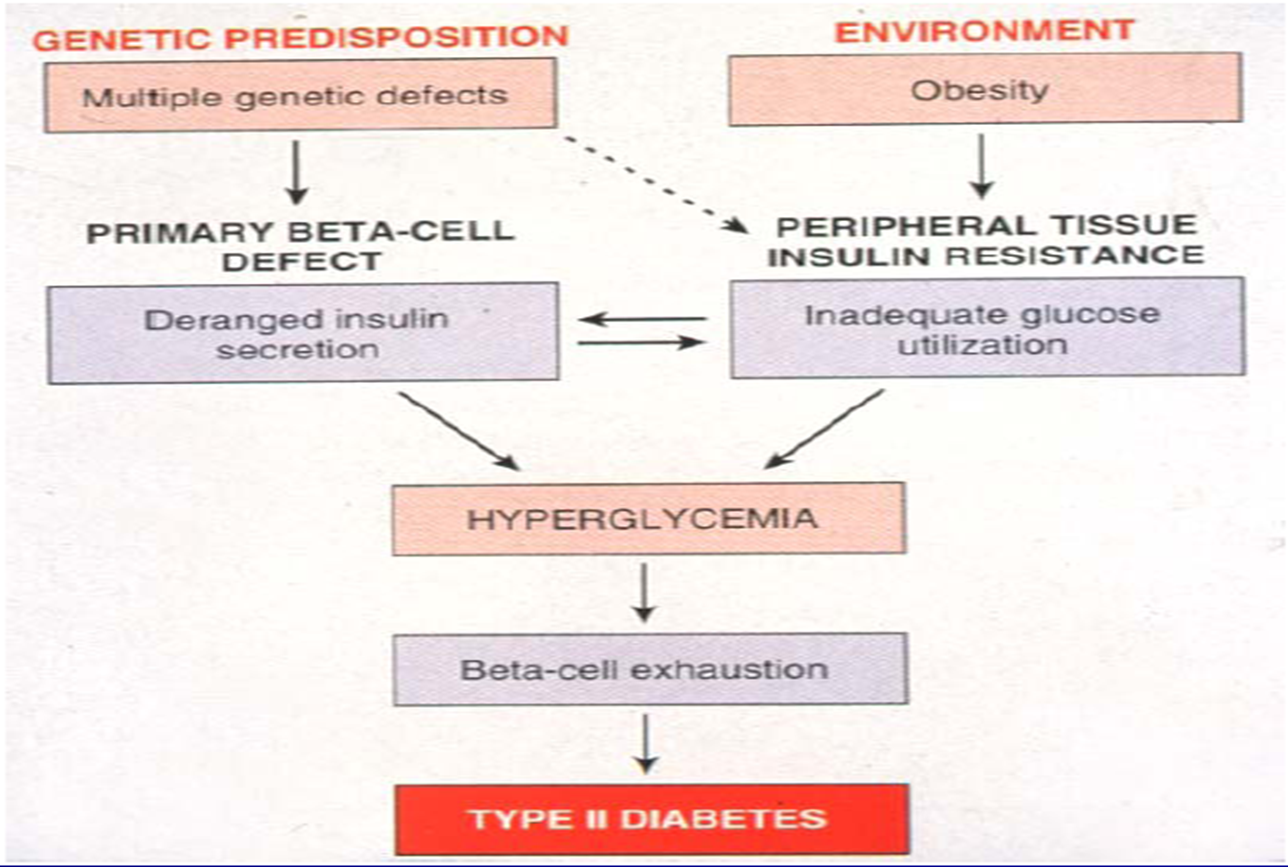 GENETIC PREDISPOSITION
Multiple genetic defects
ENVIRONMENT
Obesity
PRIMARY BETA-CELL
DEFECT
Deranged insulin
secretion
PERIPHERAL TISSUE
INSULIN RESISTANCE
Inadequate glucose
utilization
HYPERGLYCEMIA
Beta-cell exhaustion
TYPE II DIABETES